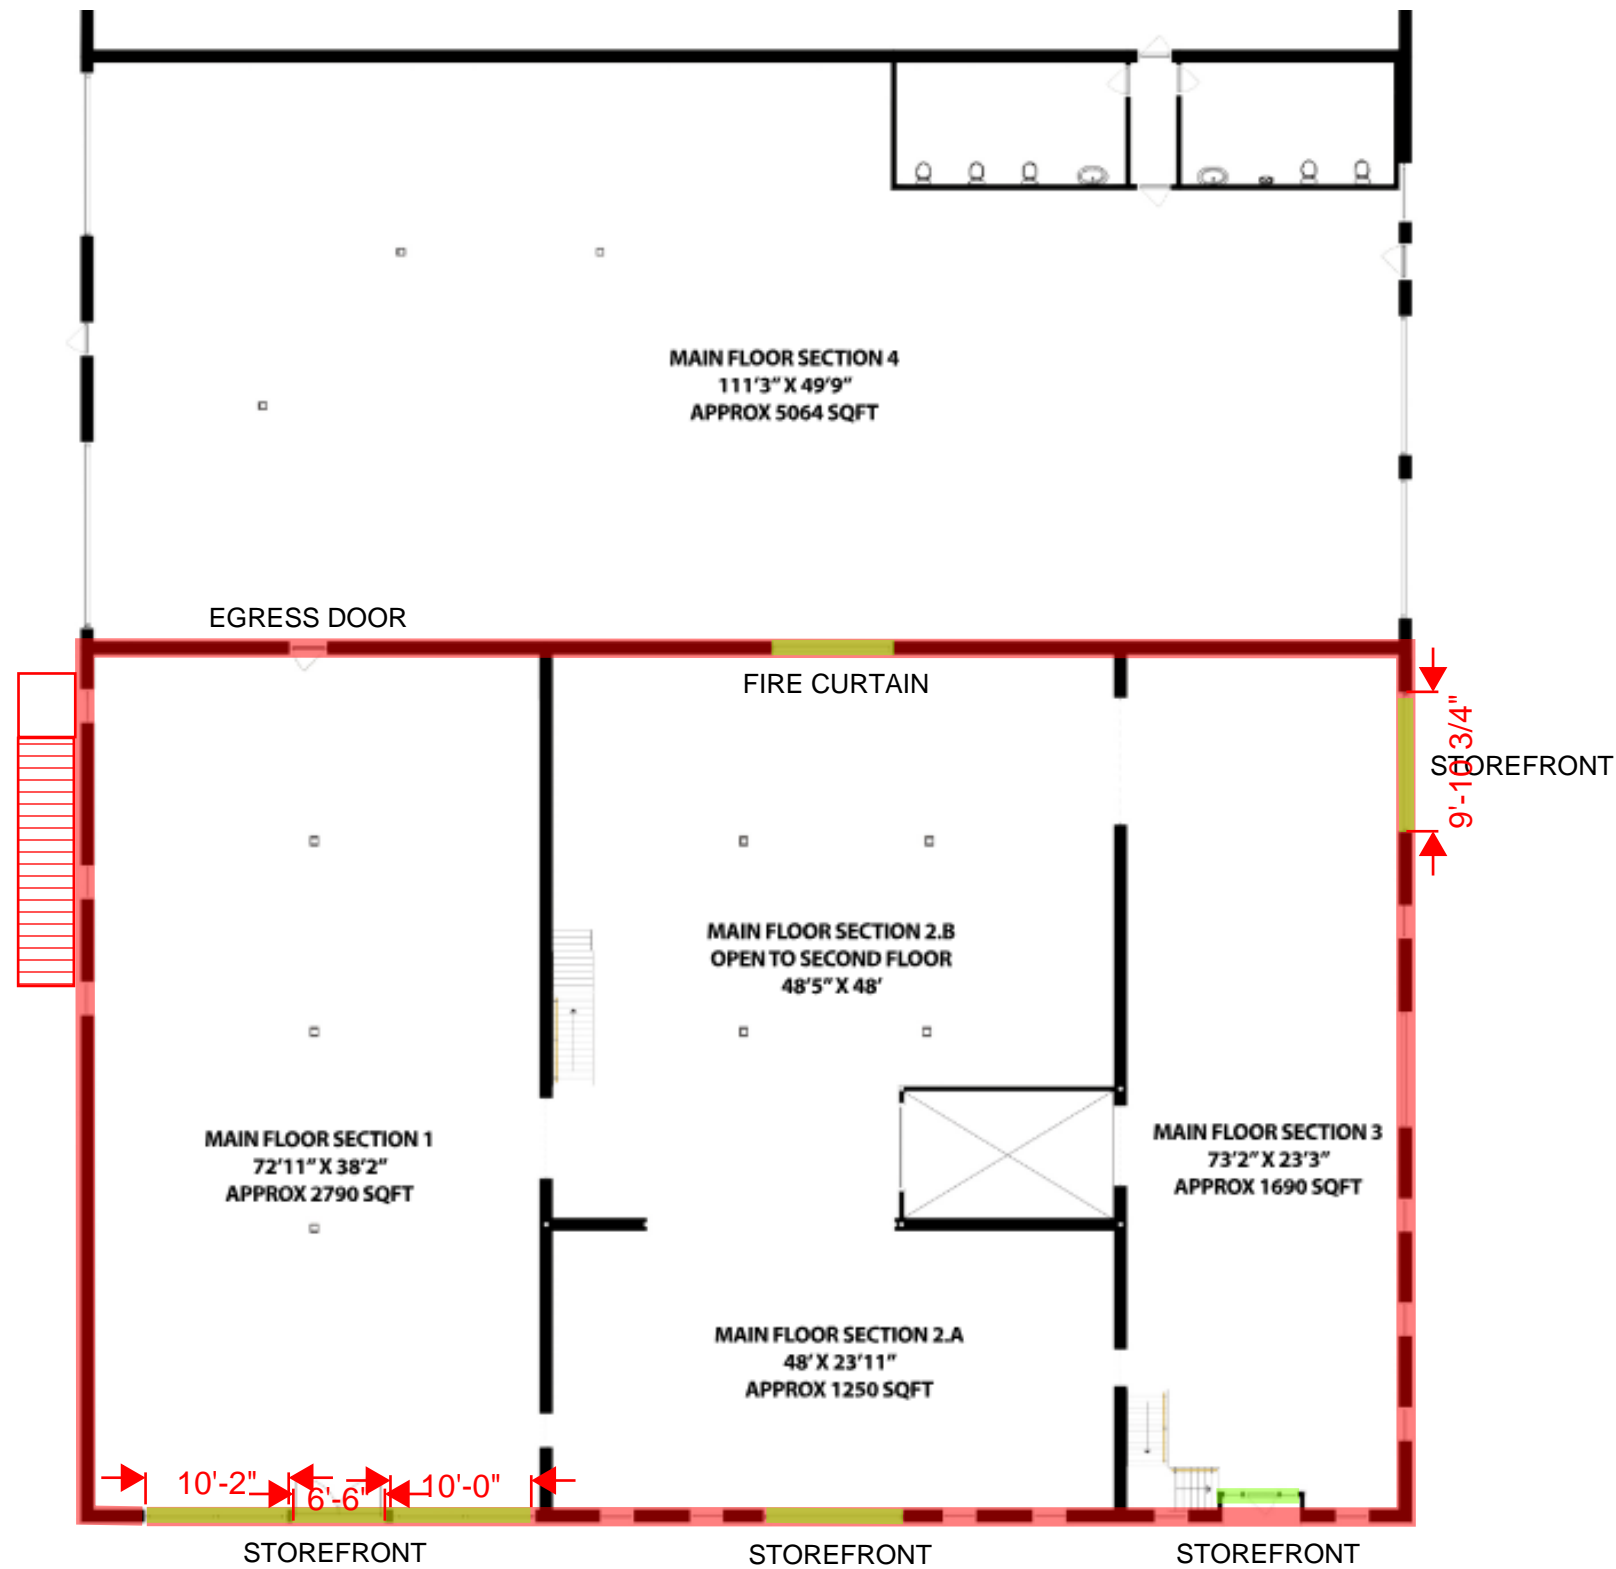 MAIN FLOOR SECTION 4
111'3" X 49'9"
APPROX 5064 SQFT
EGRESS DOOR
FIRE CURTAIN
9'-10 3/4"
STOREFRONT
MAIN FLOOR SECTION 2.B
OPEN TO SECOND FLOOR
48'5" X 48'
MAIN FLOOR SECTION 1
72'11" X 38'2"
APPROX 2790 SQFT
MAIN FLOOR SECTION 3
73'2" X 23'3"
APPROX 1690 SQFT
MAIN FLOOR SECTION 2.A
48' X 23'11"
APPROX 1250 SQFT
10'-2"
6'-6"
10'-0"
STOREFRONT
STOREFRONT
STOREFRONT